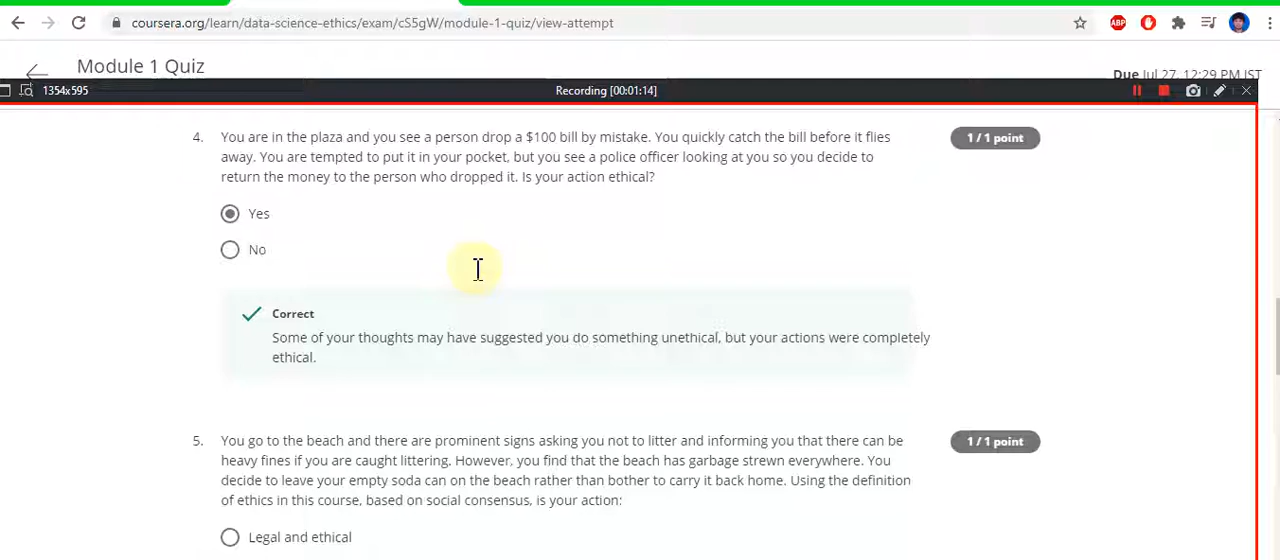 coursera.org/learn/data-science-ethics/exam/cS5gW/module-1-quiz/view-attempt
ABP
Module 1 Quiz
Due Jul 27, 12:29 PM IST
1354x595
Recording [00:01:14]
4. You are in the plaza and you see a person drop a $100 bill by mistake. You quickly catch the bill before it flies
away. You are tempted to put it in your pocket, but you see a police officer looking at you so you decide to
return the money to the person who dropped it. Is your action ethical?
1 / 1 point
Yes
No
Correct
Some of your thoughts may have suggested you do something unethical, but your actions were completely
ethical.
5. You go to the beach and there are prominent signs asking you not to litter and informing you that there can be
heavy fines if you are caught littering. However, you find that the beach has garbage strewn everywhere. You
decide to leave your empty soda can on the beach rather than bother to carry it back home. Using the definition
of ethics in this course, based on social consensus, is your action:
1 / 1 point
Legal and ethical